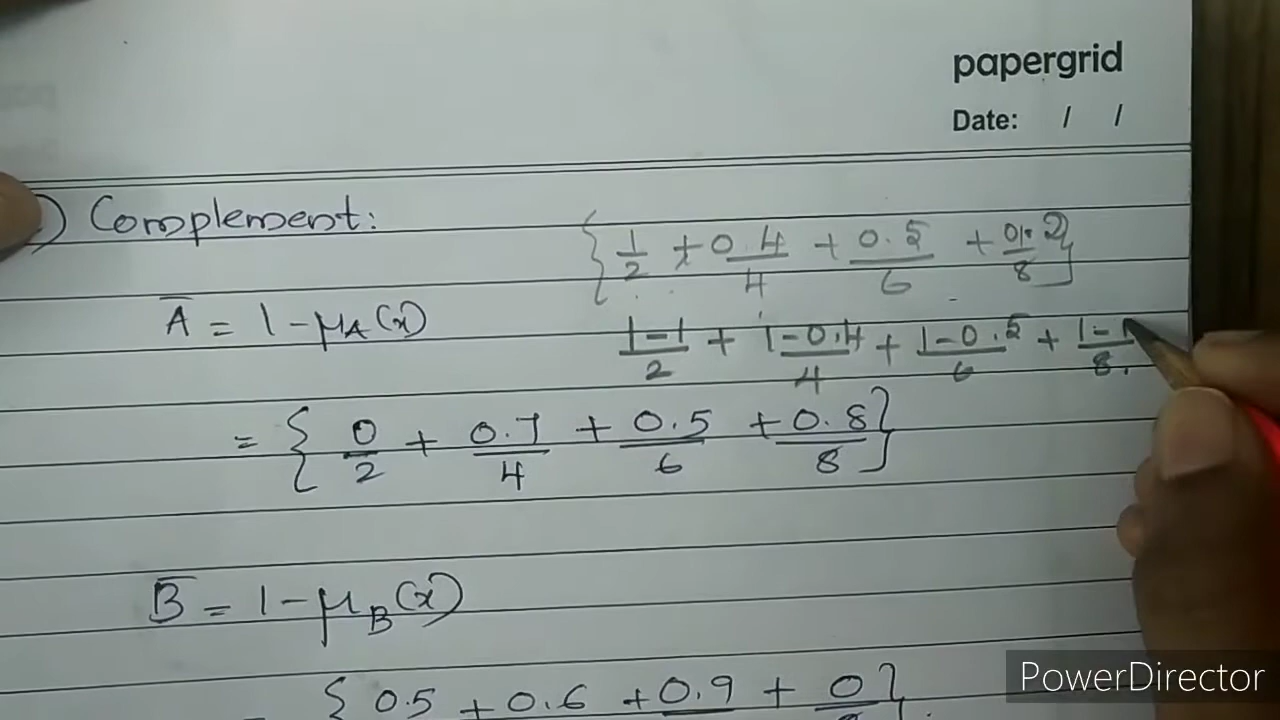 papergrid
Date: / /
) Complement:
{ 1/2 + 0.4/4 + 0.5/6 + 0.2/8 }
A̅ = 1 - μA(x)
1-1/2 + 1-0.4/4 + 1-0.5/6 + 1-/8
= { 0/2 + 0.7/4 + 0.5/6 + 0.8/8 }
B̅ = 1 - μB(x)
{ 0.5 + 0.6 + 0.9 + 0 }
PowerDirector